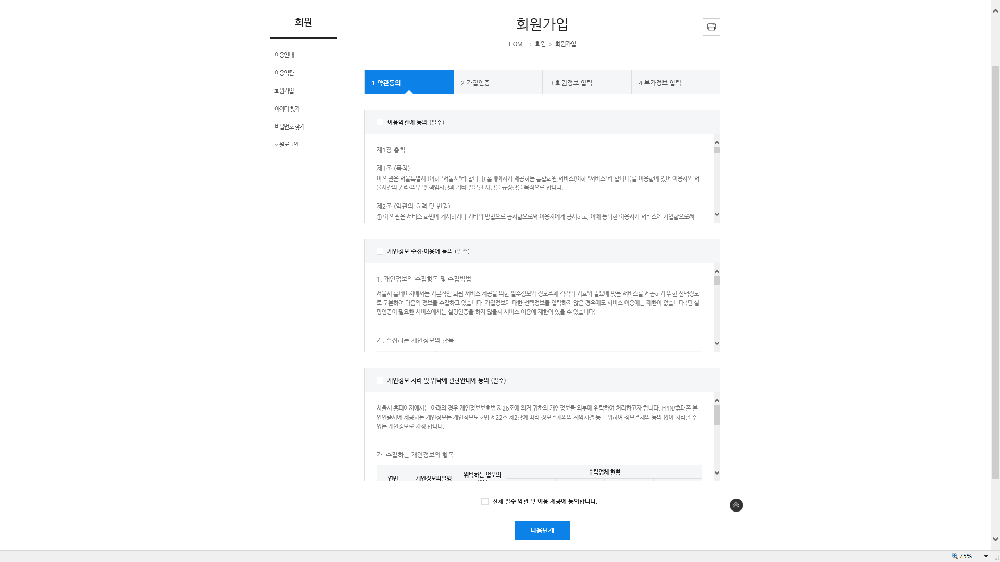 회원
이용안내
이용약관
회원가입
아이디 찾기
비밀번호 찾기
회원로그인
회원가입
HOME > 회원 > 회원가입
1 약관동의
2 가입인증
3 회원정보 입력
4 부가정보 입력
이용약관에 동의 (필수)
제1장 총칙
제1조 (목적)
이 약관은 서울특별시 (이하 "서울시"라 합니다) 홈페이지가 제공하는 통합회원 서비스(이하 "서비스"라 합니다)를 이용함에 있어 이용자와 서
울시간의 권리·의무 및 책임사항과 기타 필요한 사항을 규정함을 목적으로 합니다.
제2조 (약관의 효력 및 변경)
① 이 약관은 서비스 화면에 게시하거나 기타의 방법으로 공지함으로써 이용자에게 공시하고, 이에 동의한 이용자가 서비스에 가입함으로써
개인정보 수집·이용에 동의 (필수)
1. 개인정보의 수집항목 및 수집방법
서울시 홈페이지에서는 기본적인 회원 서비스 제공을 위한 필수정보와 정보주체 각각의 기호와 필요에 맞는 서비스를 제공하기 위한 선택정보
로 구분하여 다음의 정보를 수집하고 있습니다. 가입정보에 대한 선택정보를 입력하지 않은 경우에도 서비스 이용에는 제한이 없습니다.(단 실
명인증이 필요한 서비스에서는 실명인증을 하지 않을시 서비스 이용에 제한이 있을 수 있습니다)
가. 수집하는 개인정보의 항목
개인정보 처리 및 위탁에 관한안내에 동의 (필수)
서울시 홈페이지에서는 아래의 경우 개인정보보호법 제26조에 의거 귀하의 개인정보를 외부에 위탁하여 처리하고자 합니다. I-PIN/휴대폰 본
인인증시에 제공하는 개인정보는 개인정보보호법 제22조 제2항에 따라 정보주체와의 계약체결 등을 위하여 정보주체의 동의 없이 처리할 수
있는 개인정보로 지정 합니다.
가. 수집하는 개인정보의 항목
연번
개인정보파일명
위탁하는 업무의
수탁업체 현황
전체 필수 약관 및 이용 제공에 동의합니다.
다음단계
75%